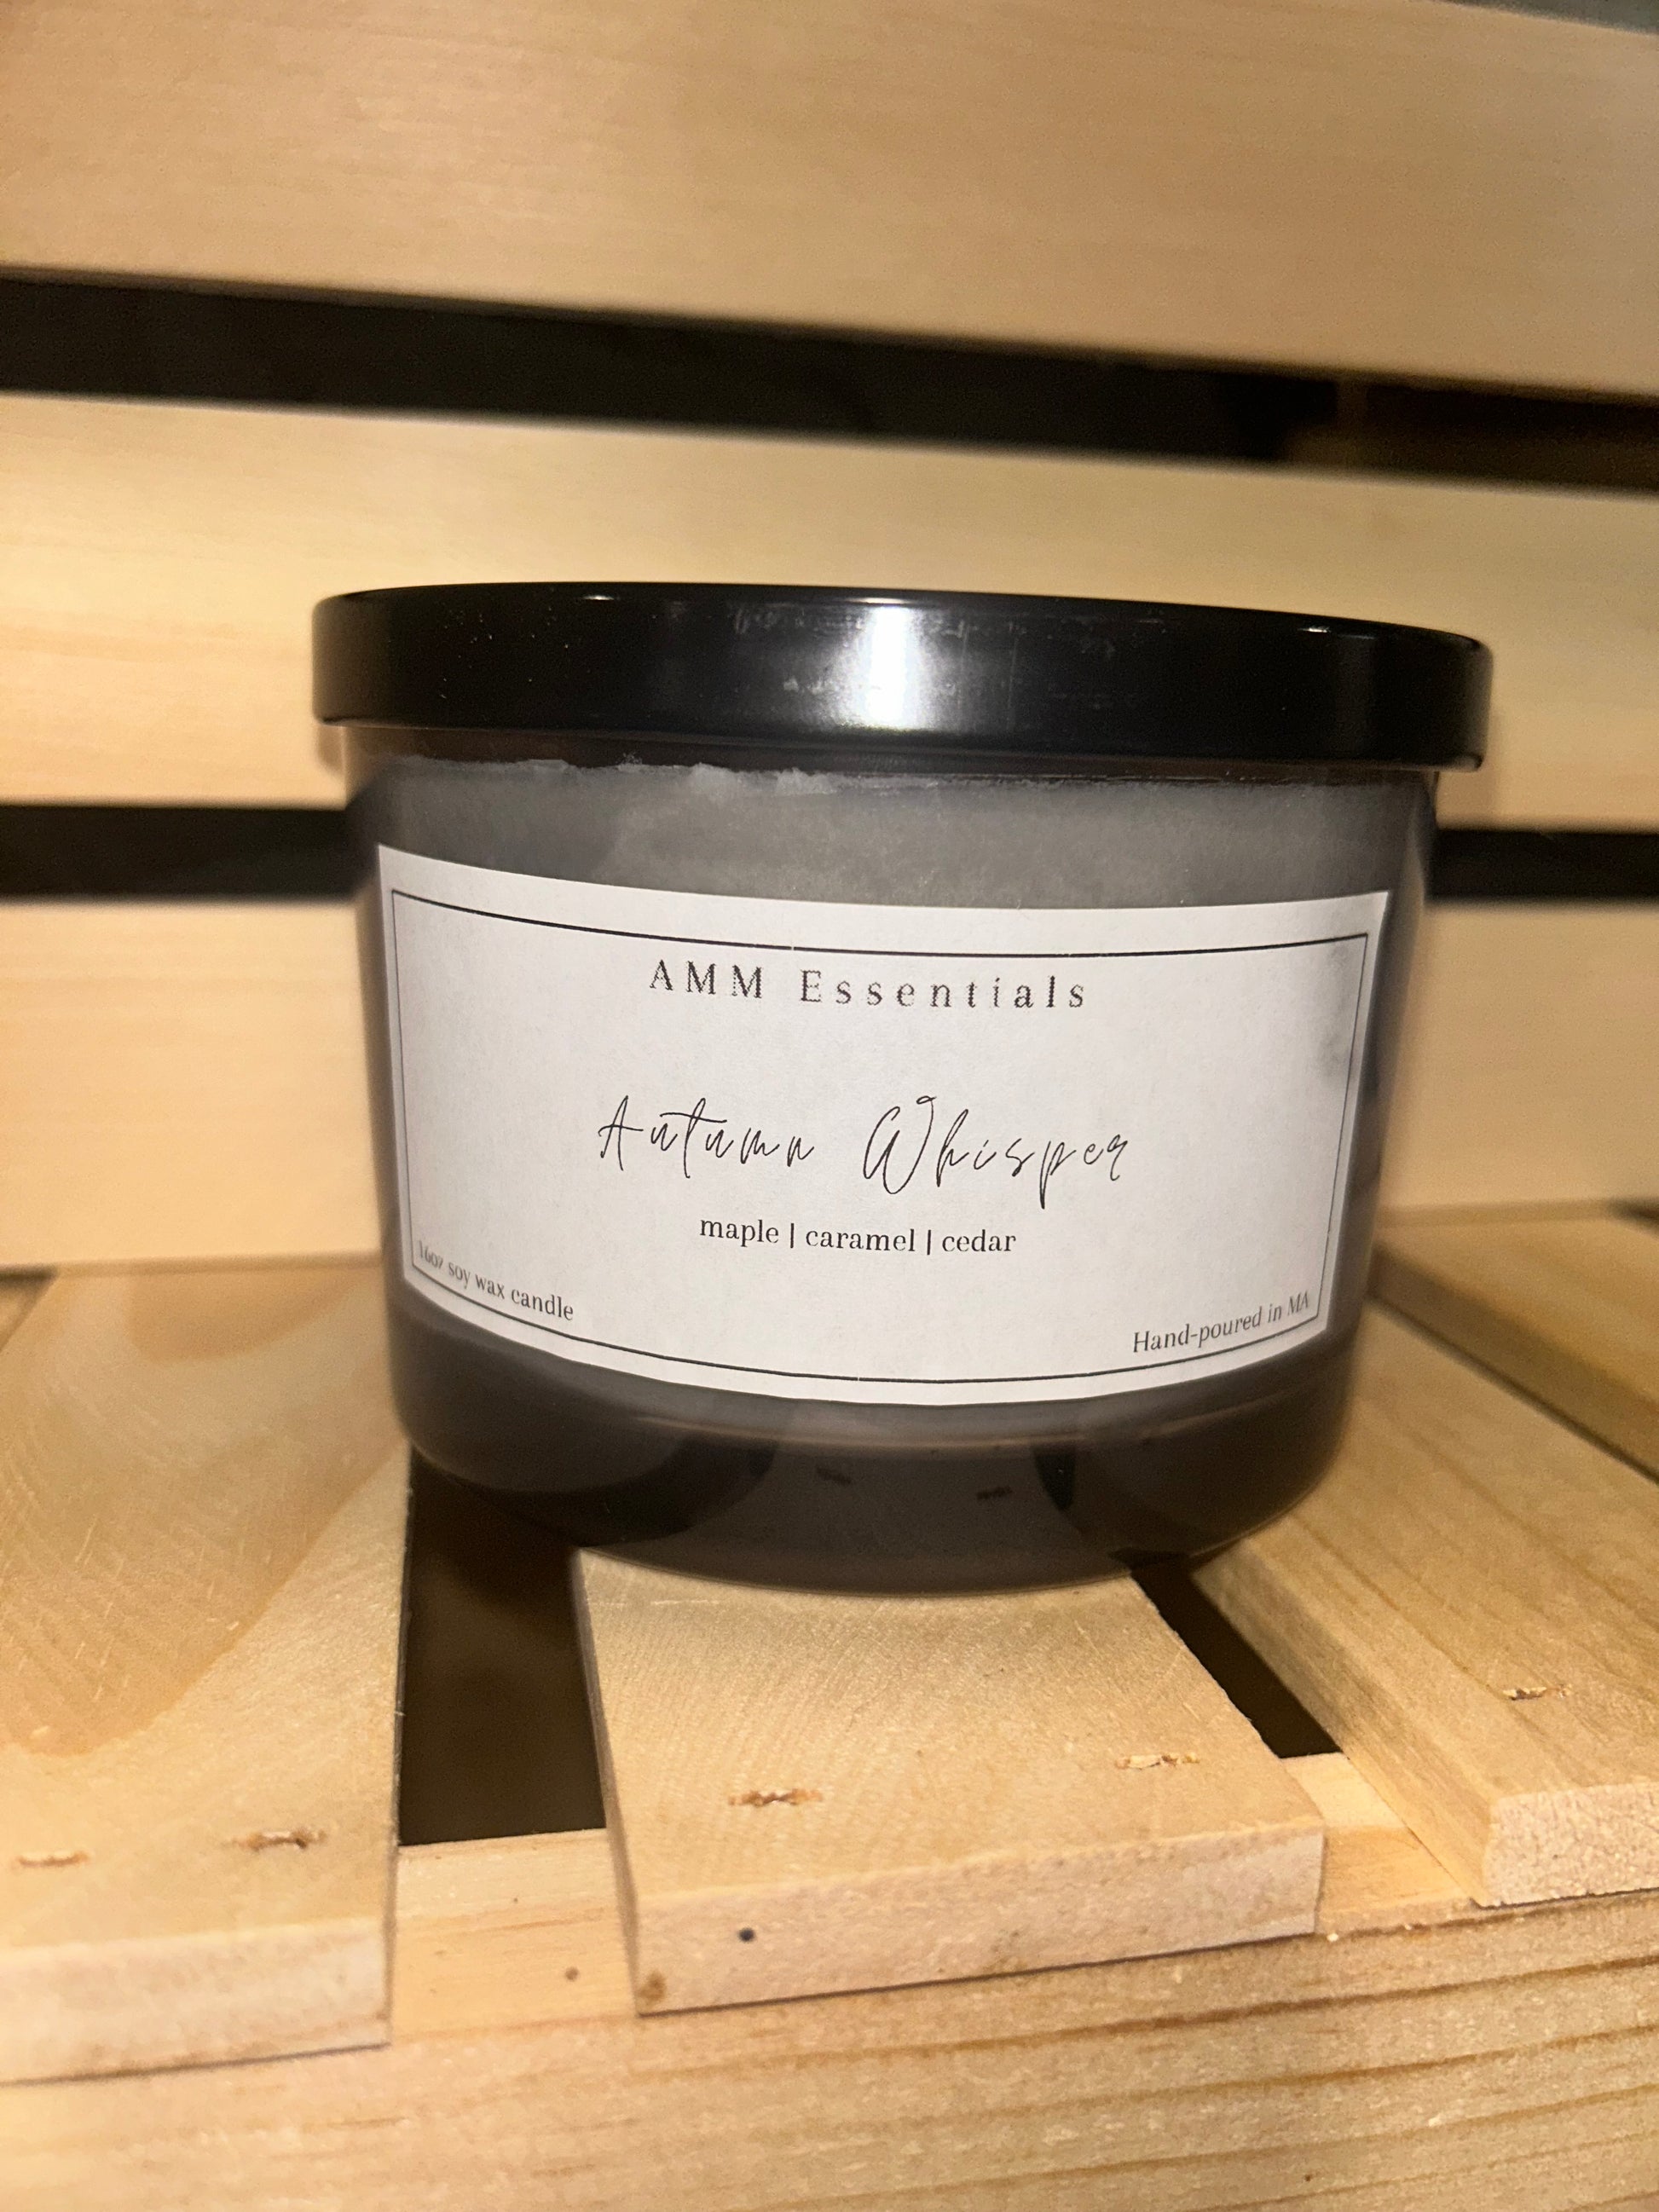 AMM Essentials
Autumn Whisper
maple | caramel | cedar
16oz soy wax candle
Hand-poured in MA